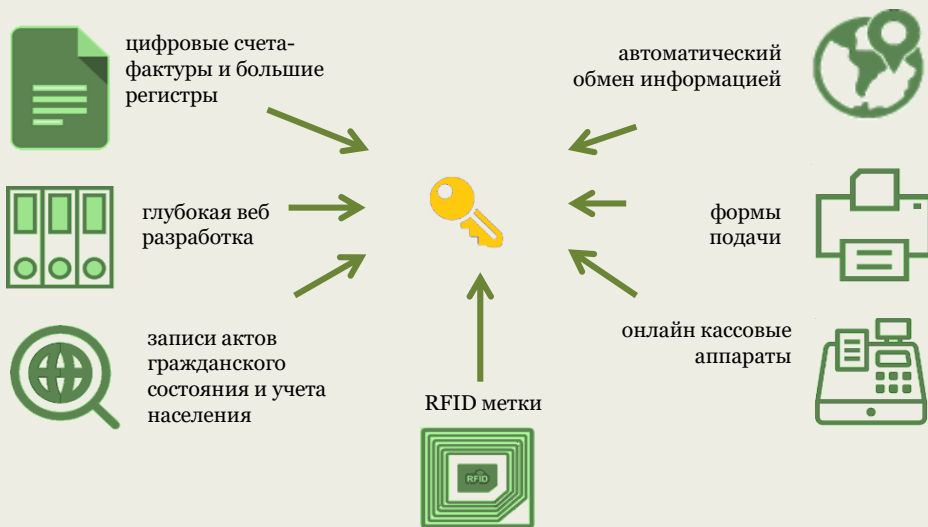 цифровые счета-
фактуры и большие
регистры
автоматический
обмен информацией
глубокая веб
разработка
формы
подачи
записи актов
гражданского
состояния и учета
населения
онлайн кассовые
аппараты
RFID метки
RFID